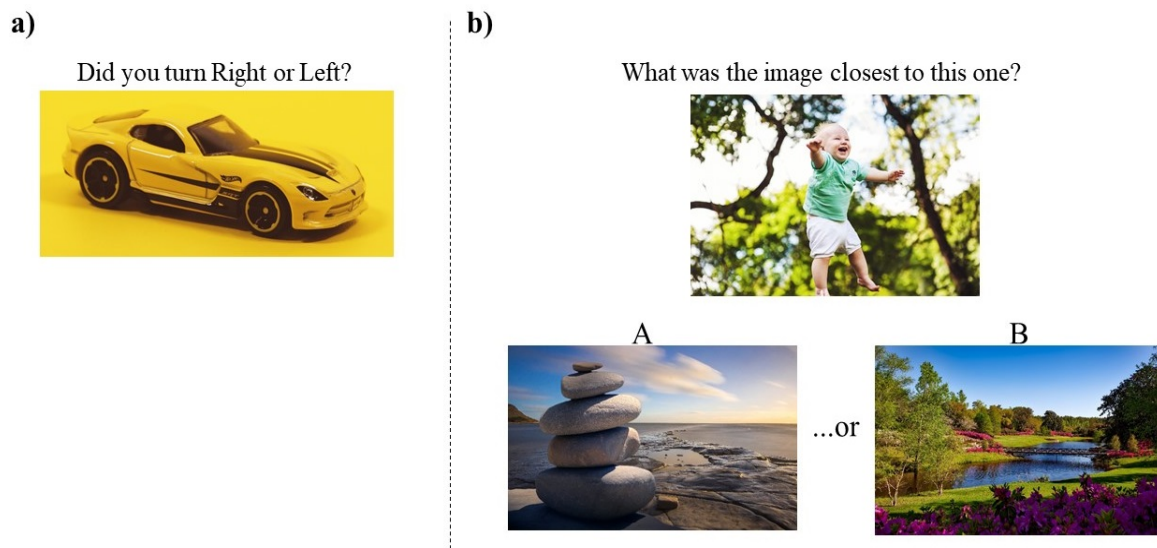 a)
Did you turn Right or Left?
b)
What was the image closest to this one?
A
B
...or